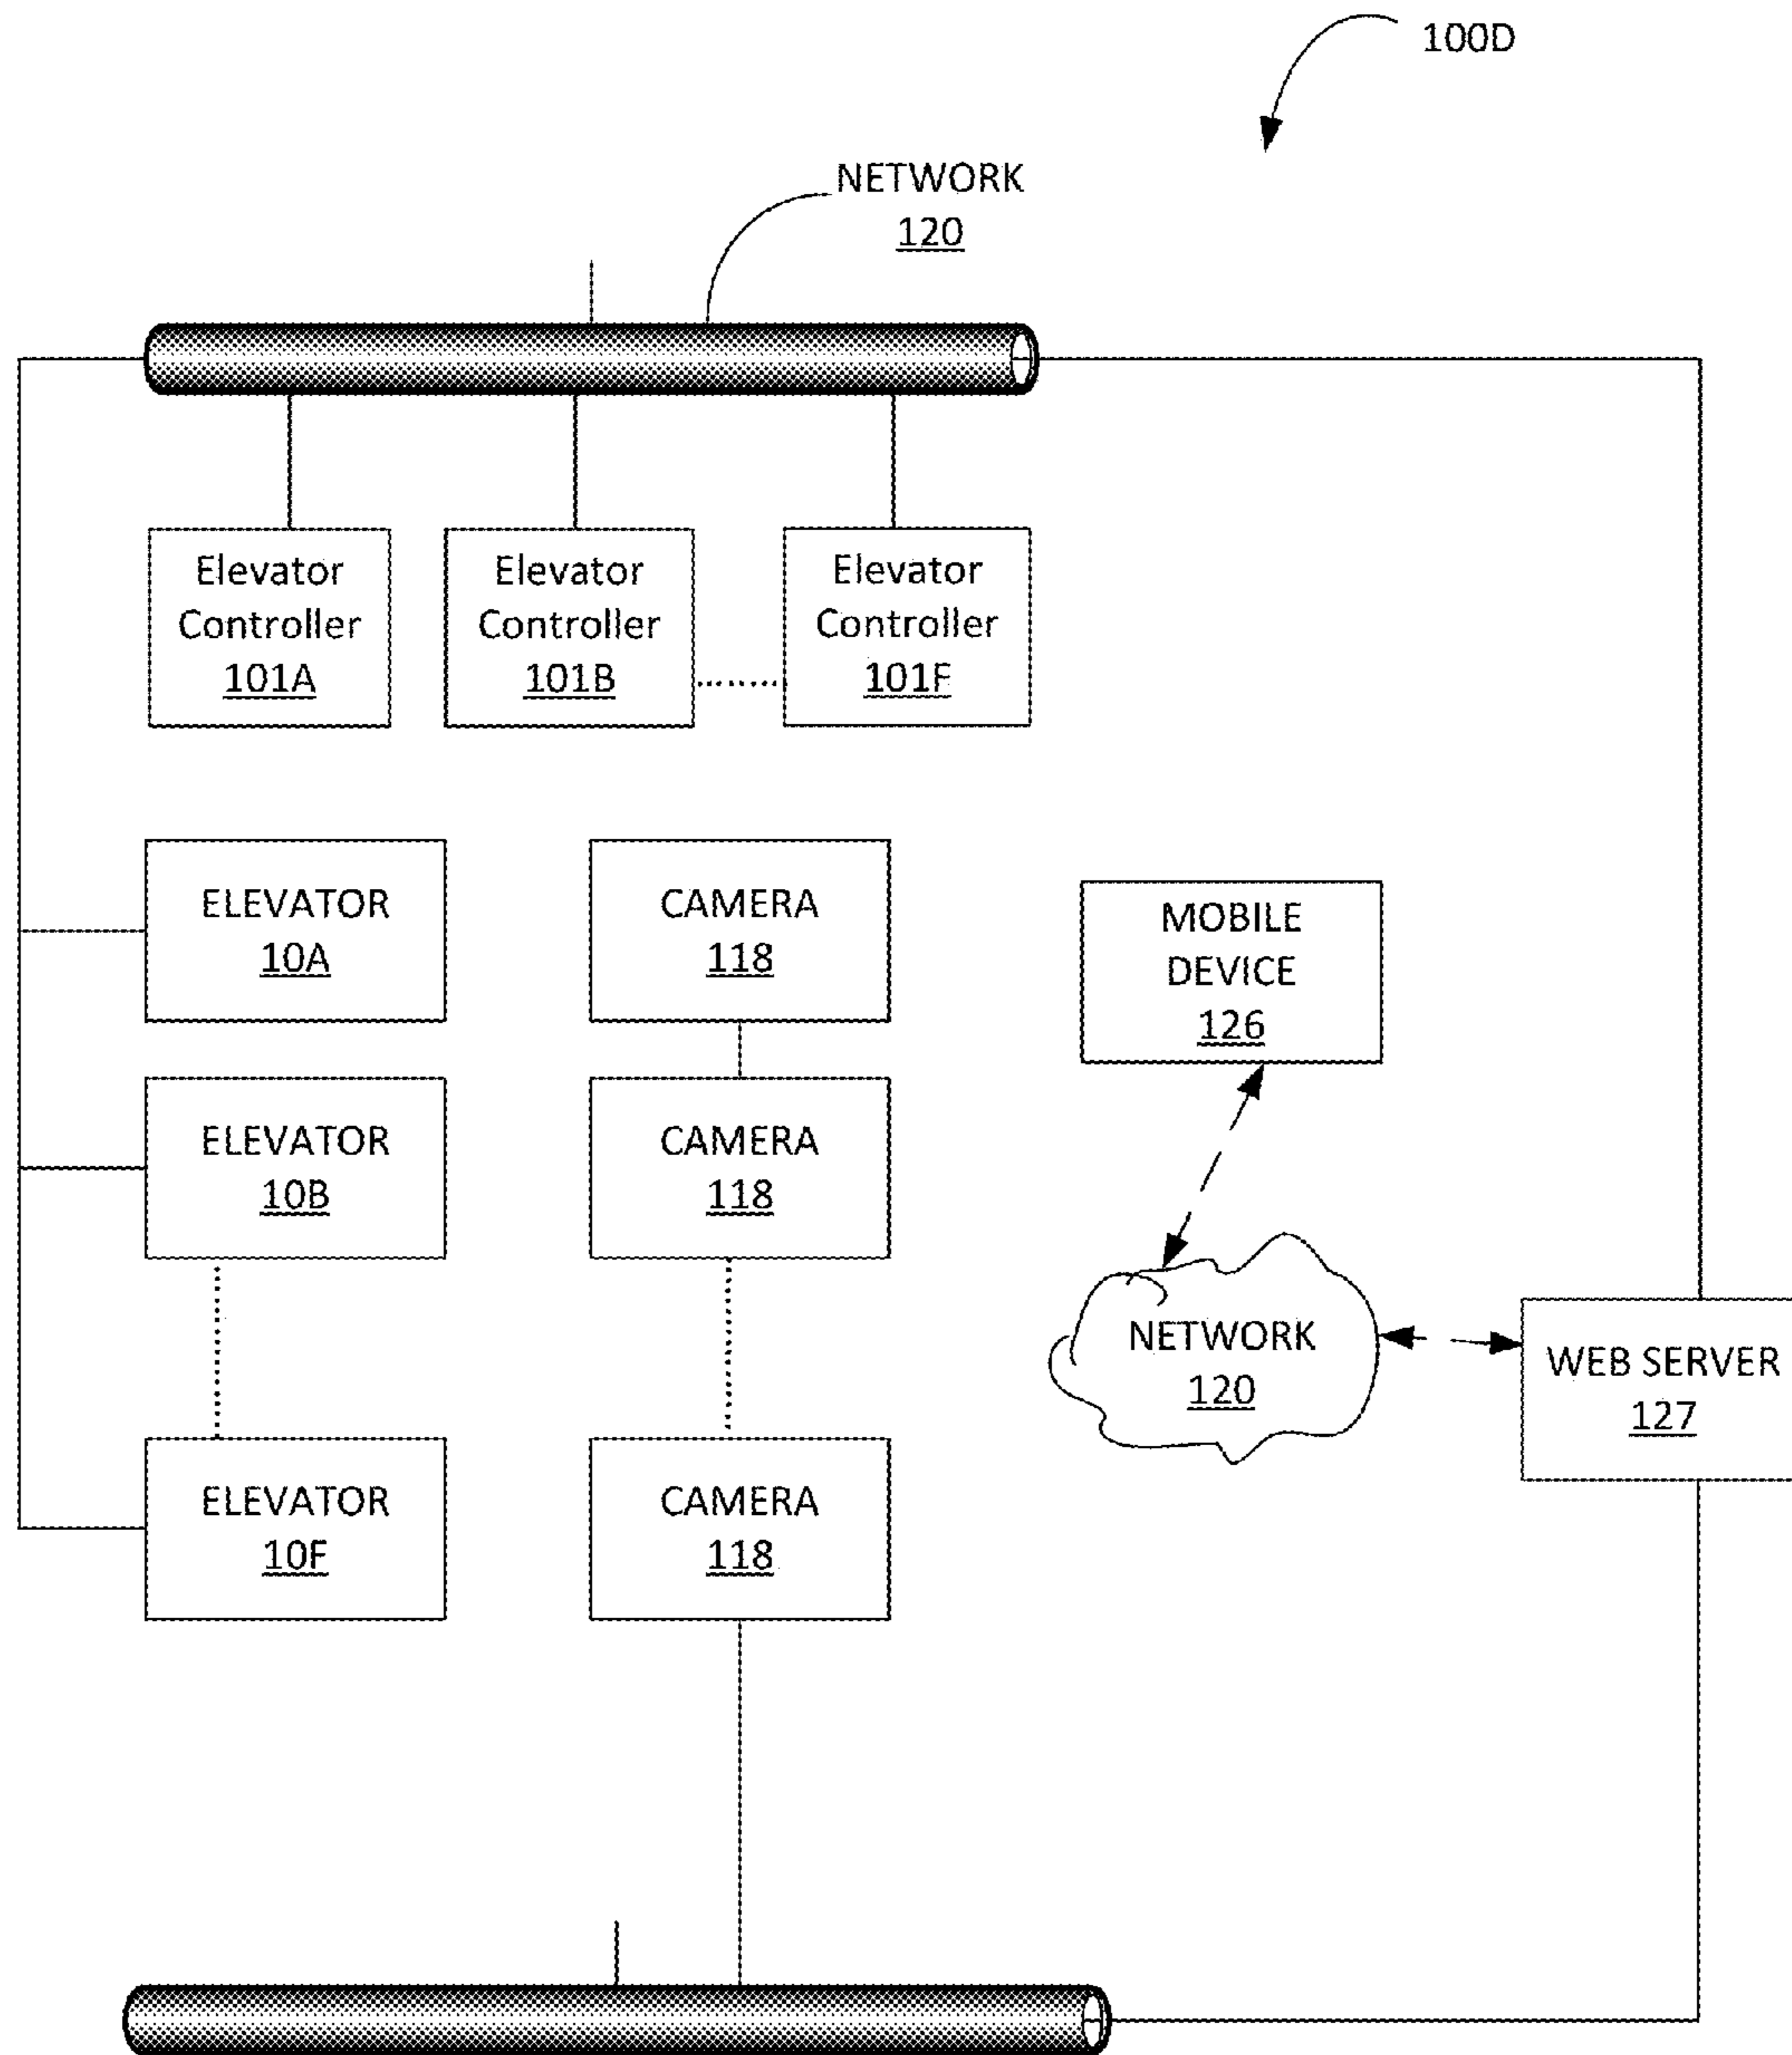 100D
NETWORK
120
Elevator
Controller
101A
Elevator
Controller
101B
Elevator
Controller
101F
ELEVATOR
10A
CAMERA
118
MOBILE
DEVICE
126
ELEVATOR
10B
CAMERA
118
NETWORK
120
WEB SERVER
127
ELEVATOR
10F
CAMERA
118